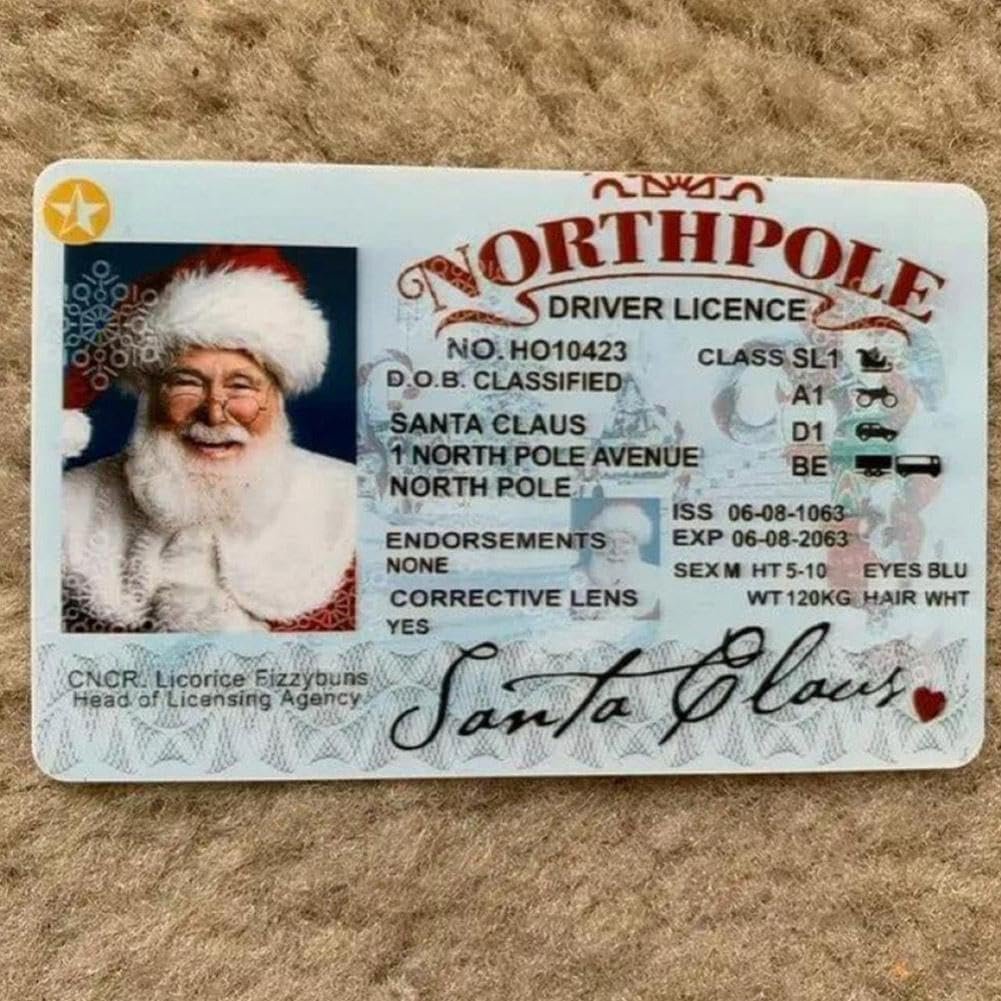 NORTHPOLE
DRIVER LICENCE
NO. HO10423
D.O.B. CLASSIFIED
SANTA CLAUS
1 NORTH POLE AVENUE
NORTH POLE
CLASS SL1
A1
D1
BE
ISS 06-08-1063
EXP 06-08-2063
ENDORSEMENTS
NONE
SEX M HT 5-10 EYES BLU
WT 120KG HAIR WHT
CORRECTIVE LENS
YES
CNCR. Licorice Fizzybuns
Head of Licensing Agency
Santa Claus